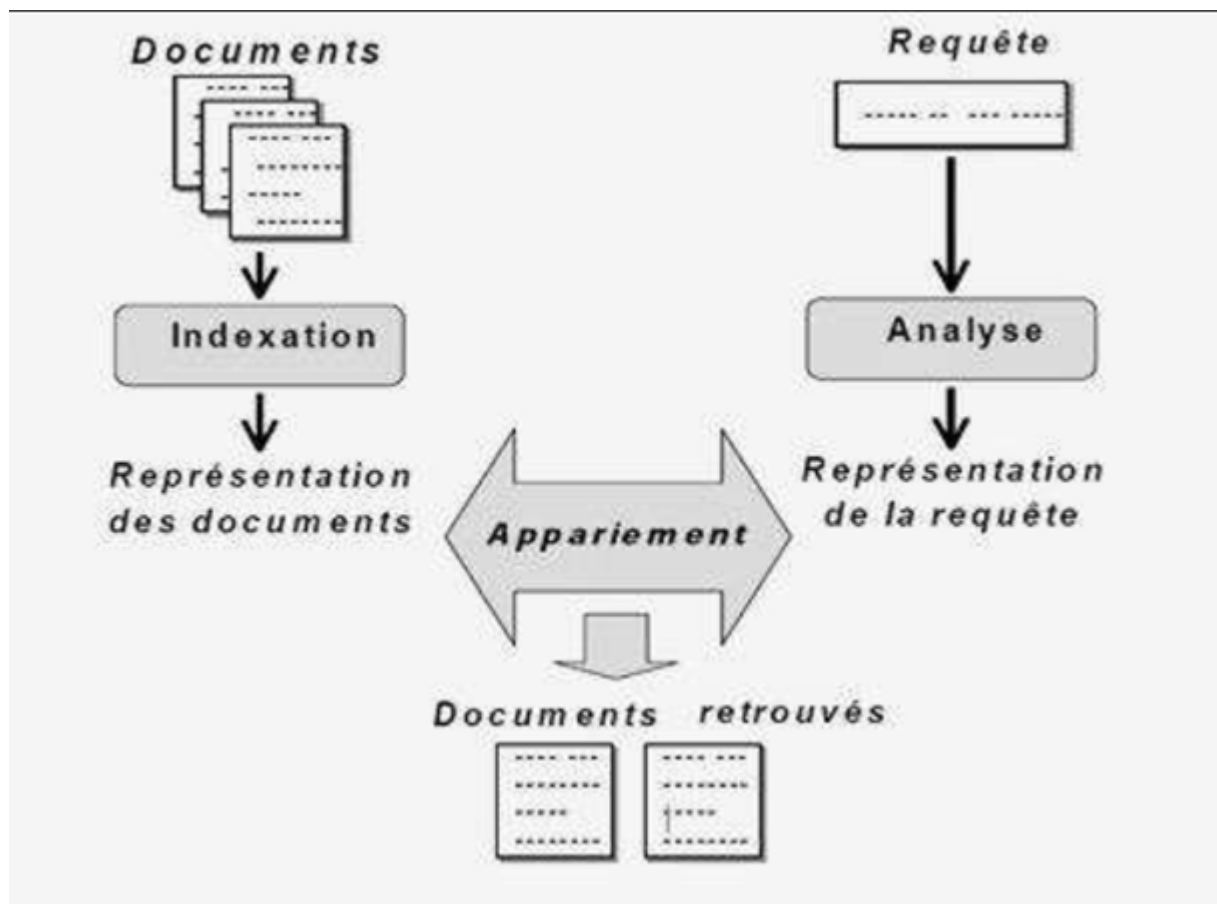 Documents
Requête
Indexation
Analyse
Représentation
des documents
Représentation
de la requête
Appariement
Documents retrouvés